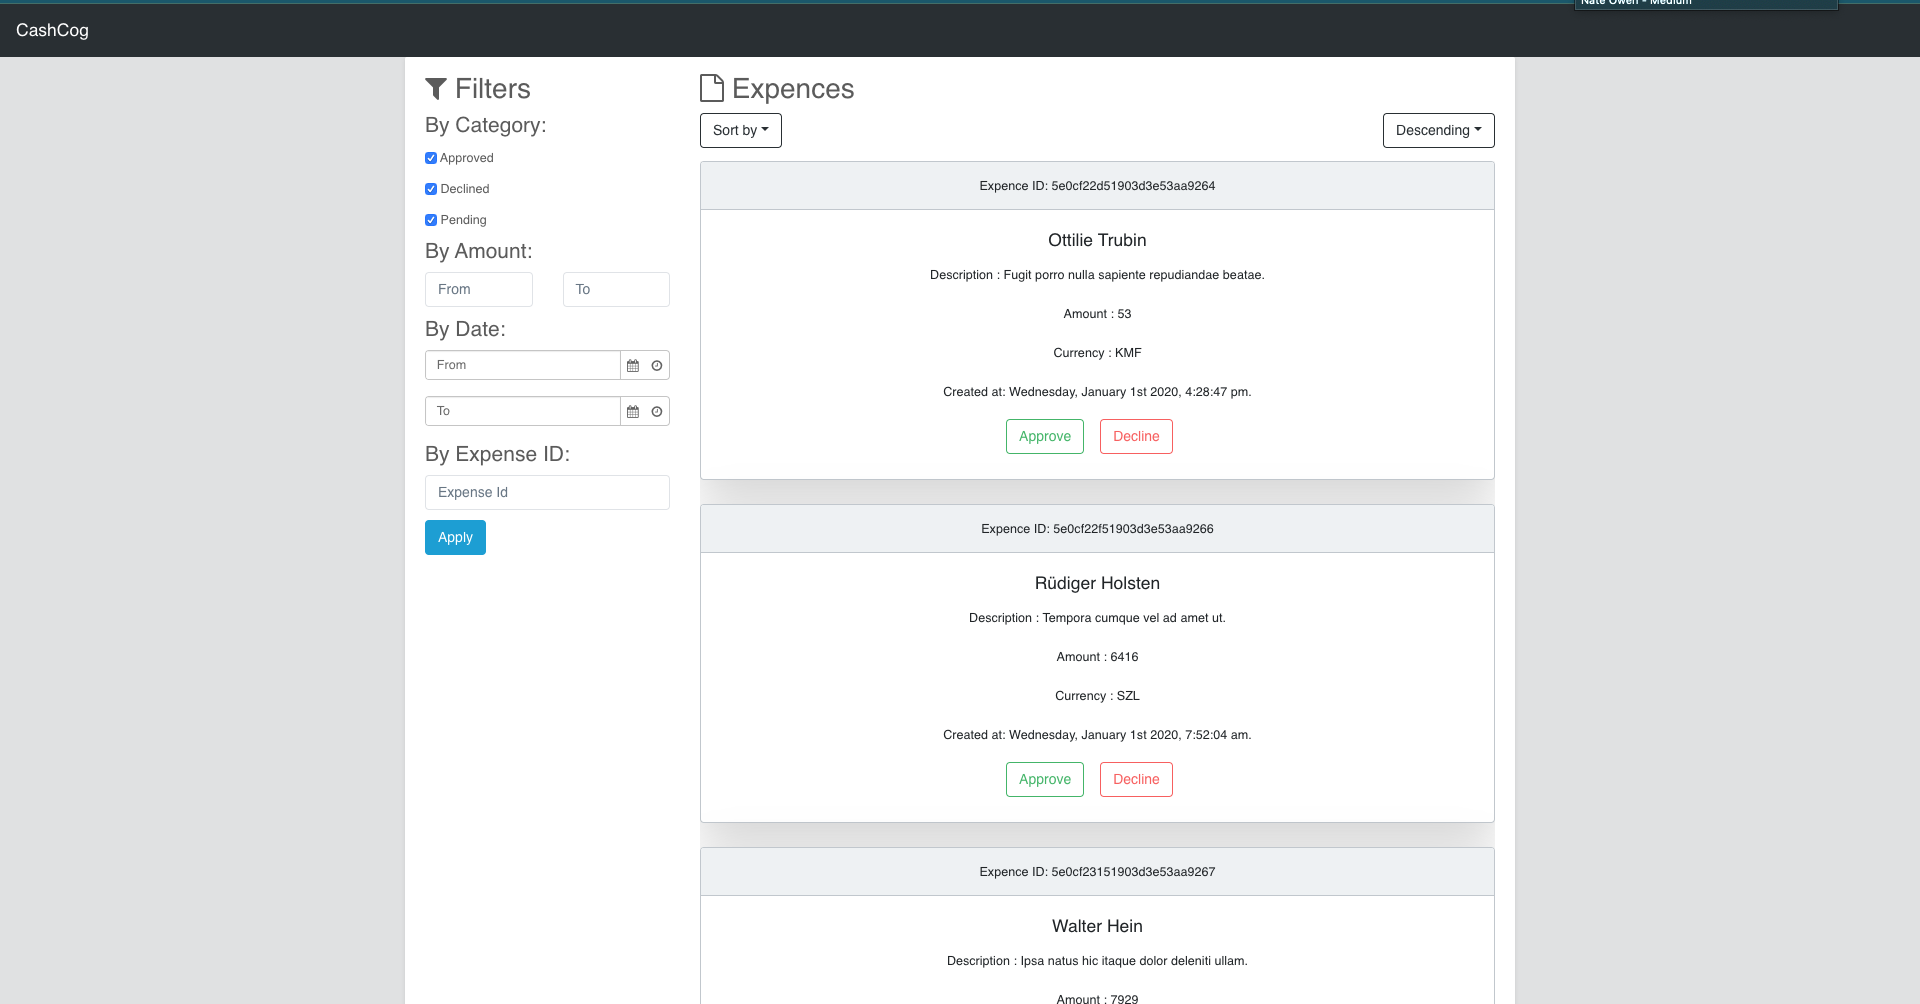 Nate Owen - Medium
CashCog
Filters
By Category:
Approved
Declined
Pending
By Amount:
From To
By Date:
From
To
By Expense ID:
Expense Id
Apply
Expences
Sort by Descending
Expence ID: 5e0cf22d51903d3e53aa9264
Ottilie Trubin
Description : Fugit porro nulla sapiente repudiandae beatae.
Amount : 53
Currency : KMF
Created at: Wednesday, January 1st 2020, 4:28:47 pm.
Approve Decline
Expence ID: 5e0cf22f51903d3e53aa9266
Rüdiger Holsten
Description : Tempora cumque vel ad amet ut.
Amount : 6416
Currency : SZL
Created at: Wednesday, January 1st 2020, 7:52:04 am.
Approve Decline
Expence ID: 5e0cf23151903d3e53aa9267
Walter Hein
Description : Ipsa natus hic itaque dolor deleniti ullam.
Amount : 7929